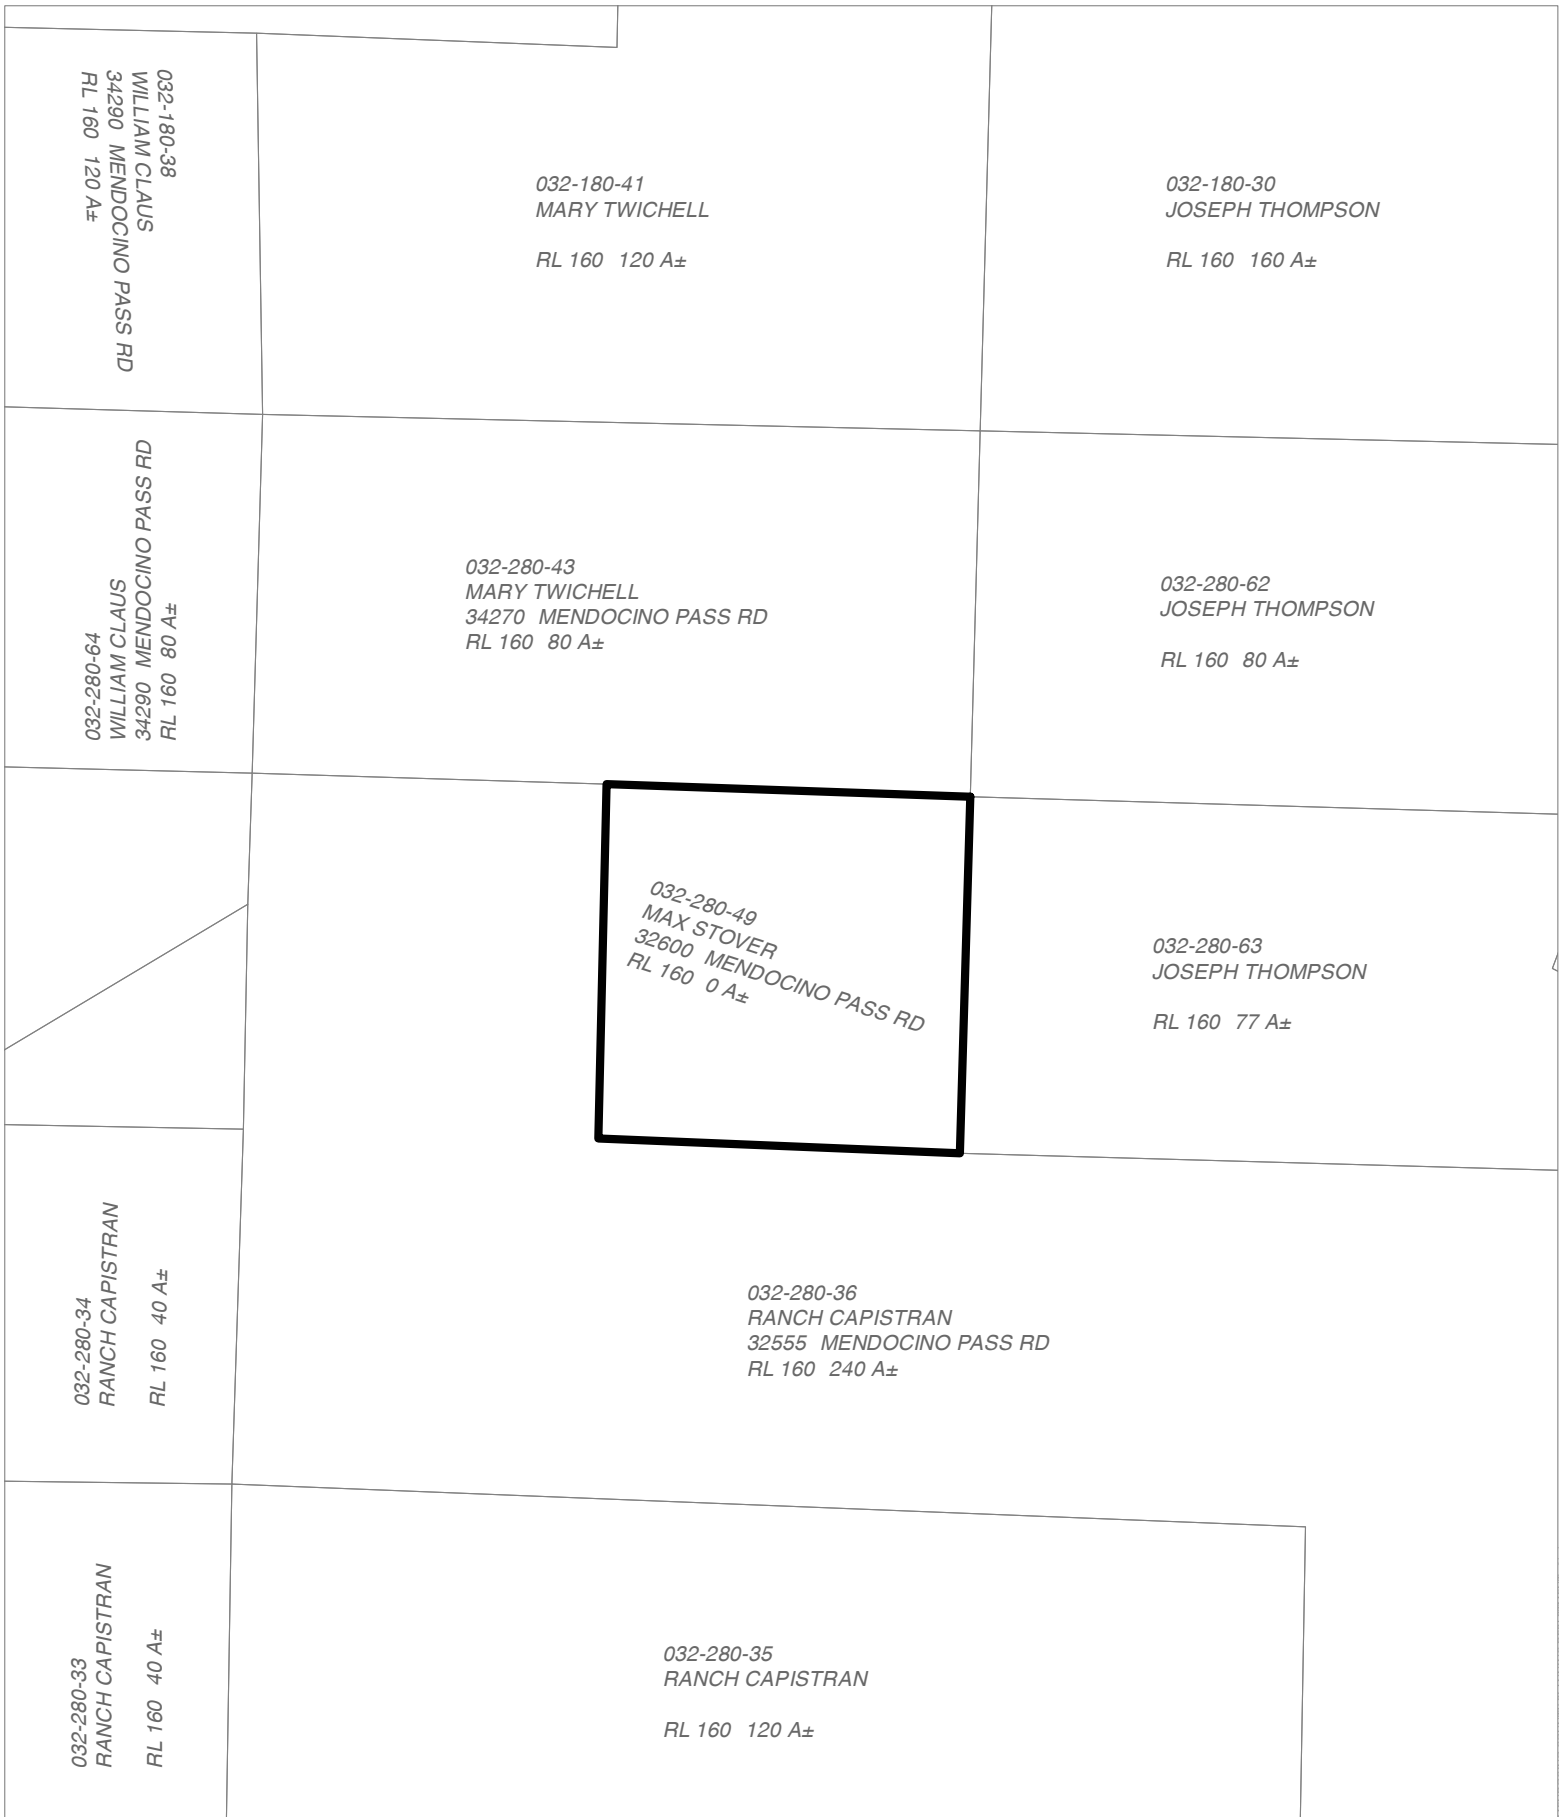 032-180-38
WILLIAM CLAUS
34290 MENDOCINO PASS RD
RL 160 120 A±
032-180-41
MARY TWICHELL
RL 160 120 A±
032-180-30
JOSEPH THOMPSON
RL 160 160 A±
032-280-64
WILLIAM CLAUS
34290 MENDOCINO PASS RD
RL 160 80 A±
032-280-43
MARY TWICHELL
34270 MENDOCINO PASS RD
RL 160 80 A±
032-280-62
JOSEPH THOMPSON
RL 160 80 A±
032-280-49
MAX STOVER
32600 MENDOCINO PASS RD
RL 160 0 A±
032-280-63
JOSEPH THOMPSON
RL 160 77 A±
032-280-34
RANCH CAPISTRAN
RL 160 40 A±
032-280-36
RANCH CAPISTRAN
32555 MENDOCINO PASS RD
RL 160 240 A±
032-280-33
RANCH CAPISTRAN
RL 160 40 A±
032-280-35
RANCH CAPISTRAN
RL 160 120 A±